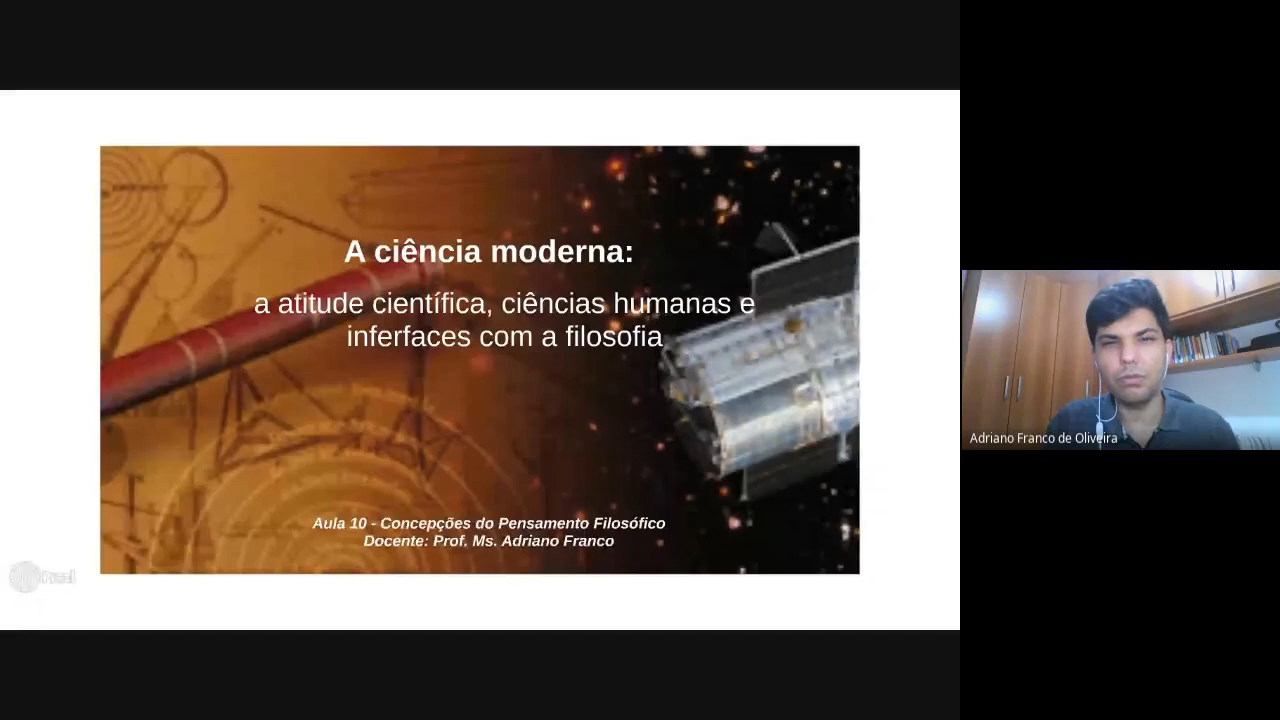 A ciência moderna:
a atitude científica, ciências humanas e
inferfaces com a filosofia
Aula 10 - Concepções do Pensamento Filosófico
Docente: Prof. Ms. Adriano Franco
Adriano Franco de Oliveira